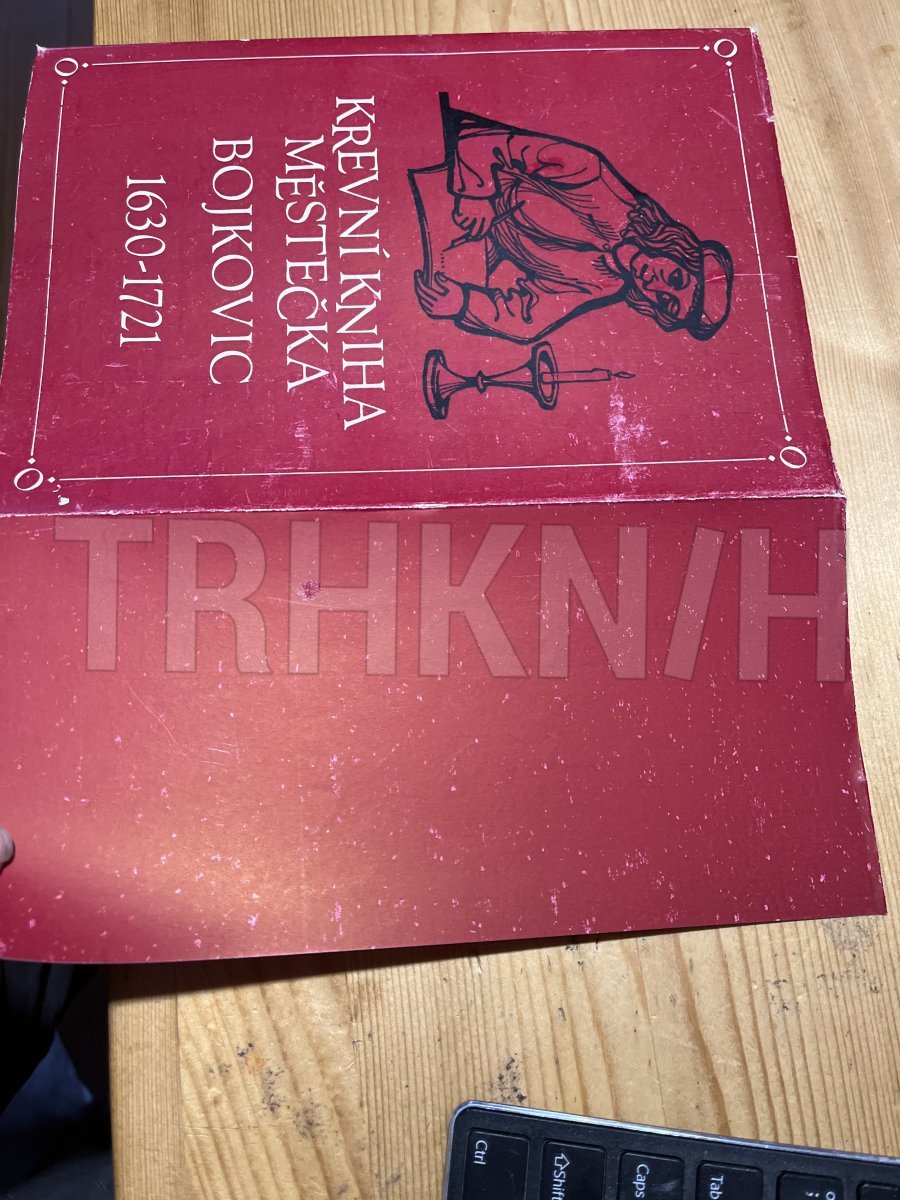 KREVNÍ KNIHA
MĚSTEČKA
BOJKOVIC
1630-1721
TRHKNIH
Ctrl
Shift
Caps
Tab